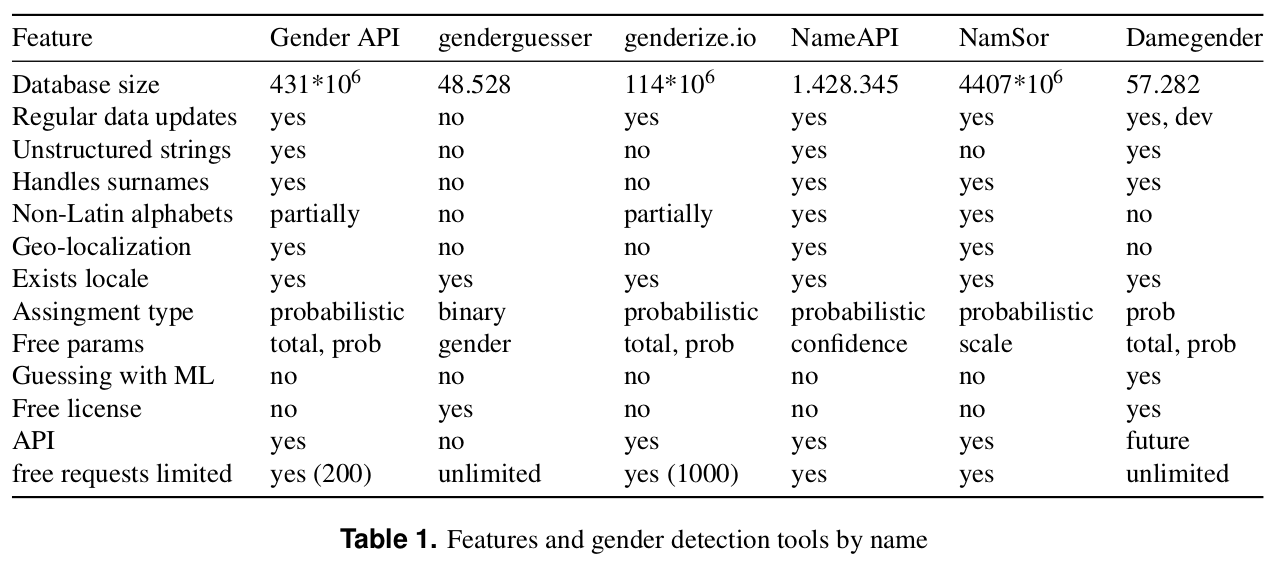 Feature Gender API genderguesser genderize.io NameAPI NamSor Damegender
Database size 431*10⁶ 48.528 114*10⁶ 1.428.345 4407*10⁶ 57.282
Regular data updates yes no yes yes yes yes, dev
Unstructured strings yes no no yes no yes
Handles surnames yes no no yes yes yes
Non-Latin alphabets partially no partially yes yes no
Geo-localization yes no no yes yes no
Exists locale yes yes yes yes yes yes
Assingment type probabilistic binary probabilistic probabilistic probabilistic prob
Free params total, prob gender total, prob confidence scale total, prob
Guessing with ML no no no no no yes
Free license no yes no no no yes
API yes no yes yes yes future
free requests limited yes (200) unlimited yes (1000) yes yes unlimited
Table 1. Features and gender detection tools by name